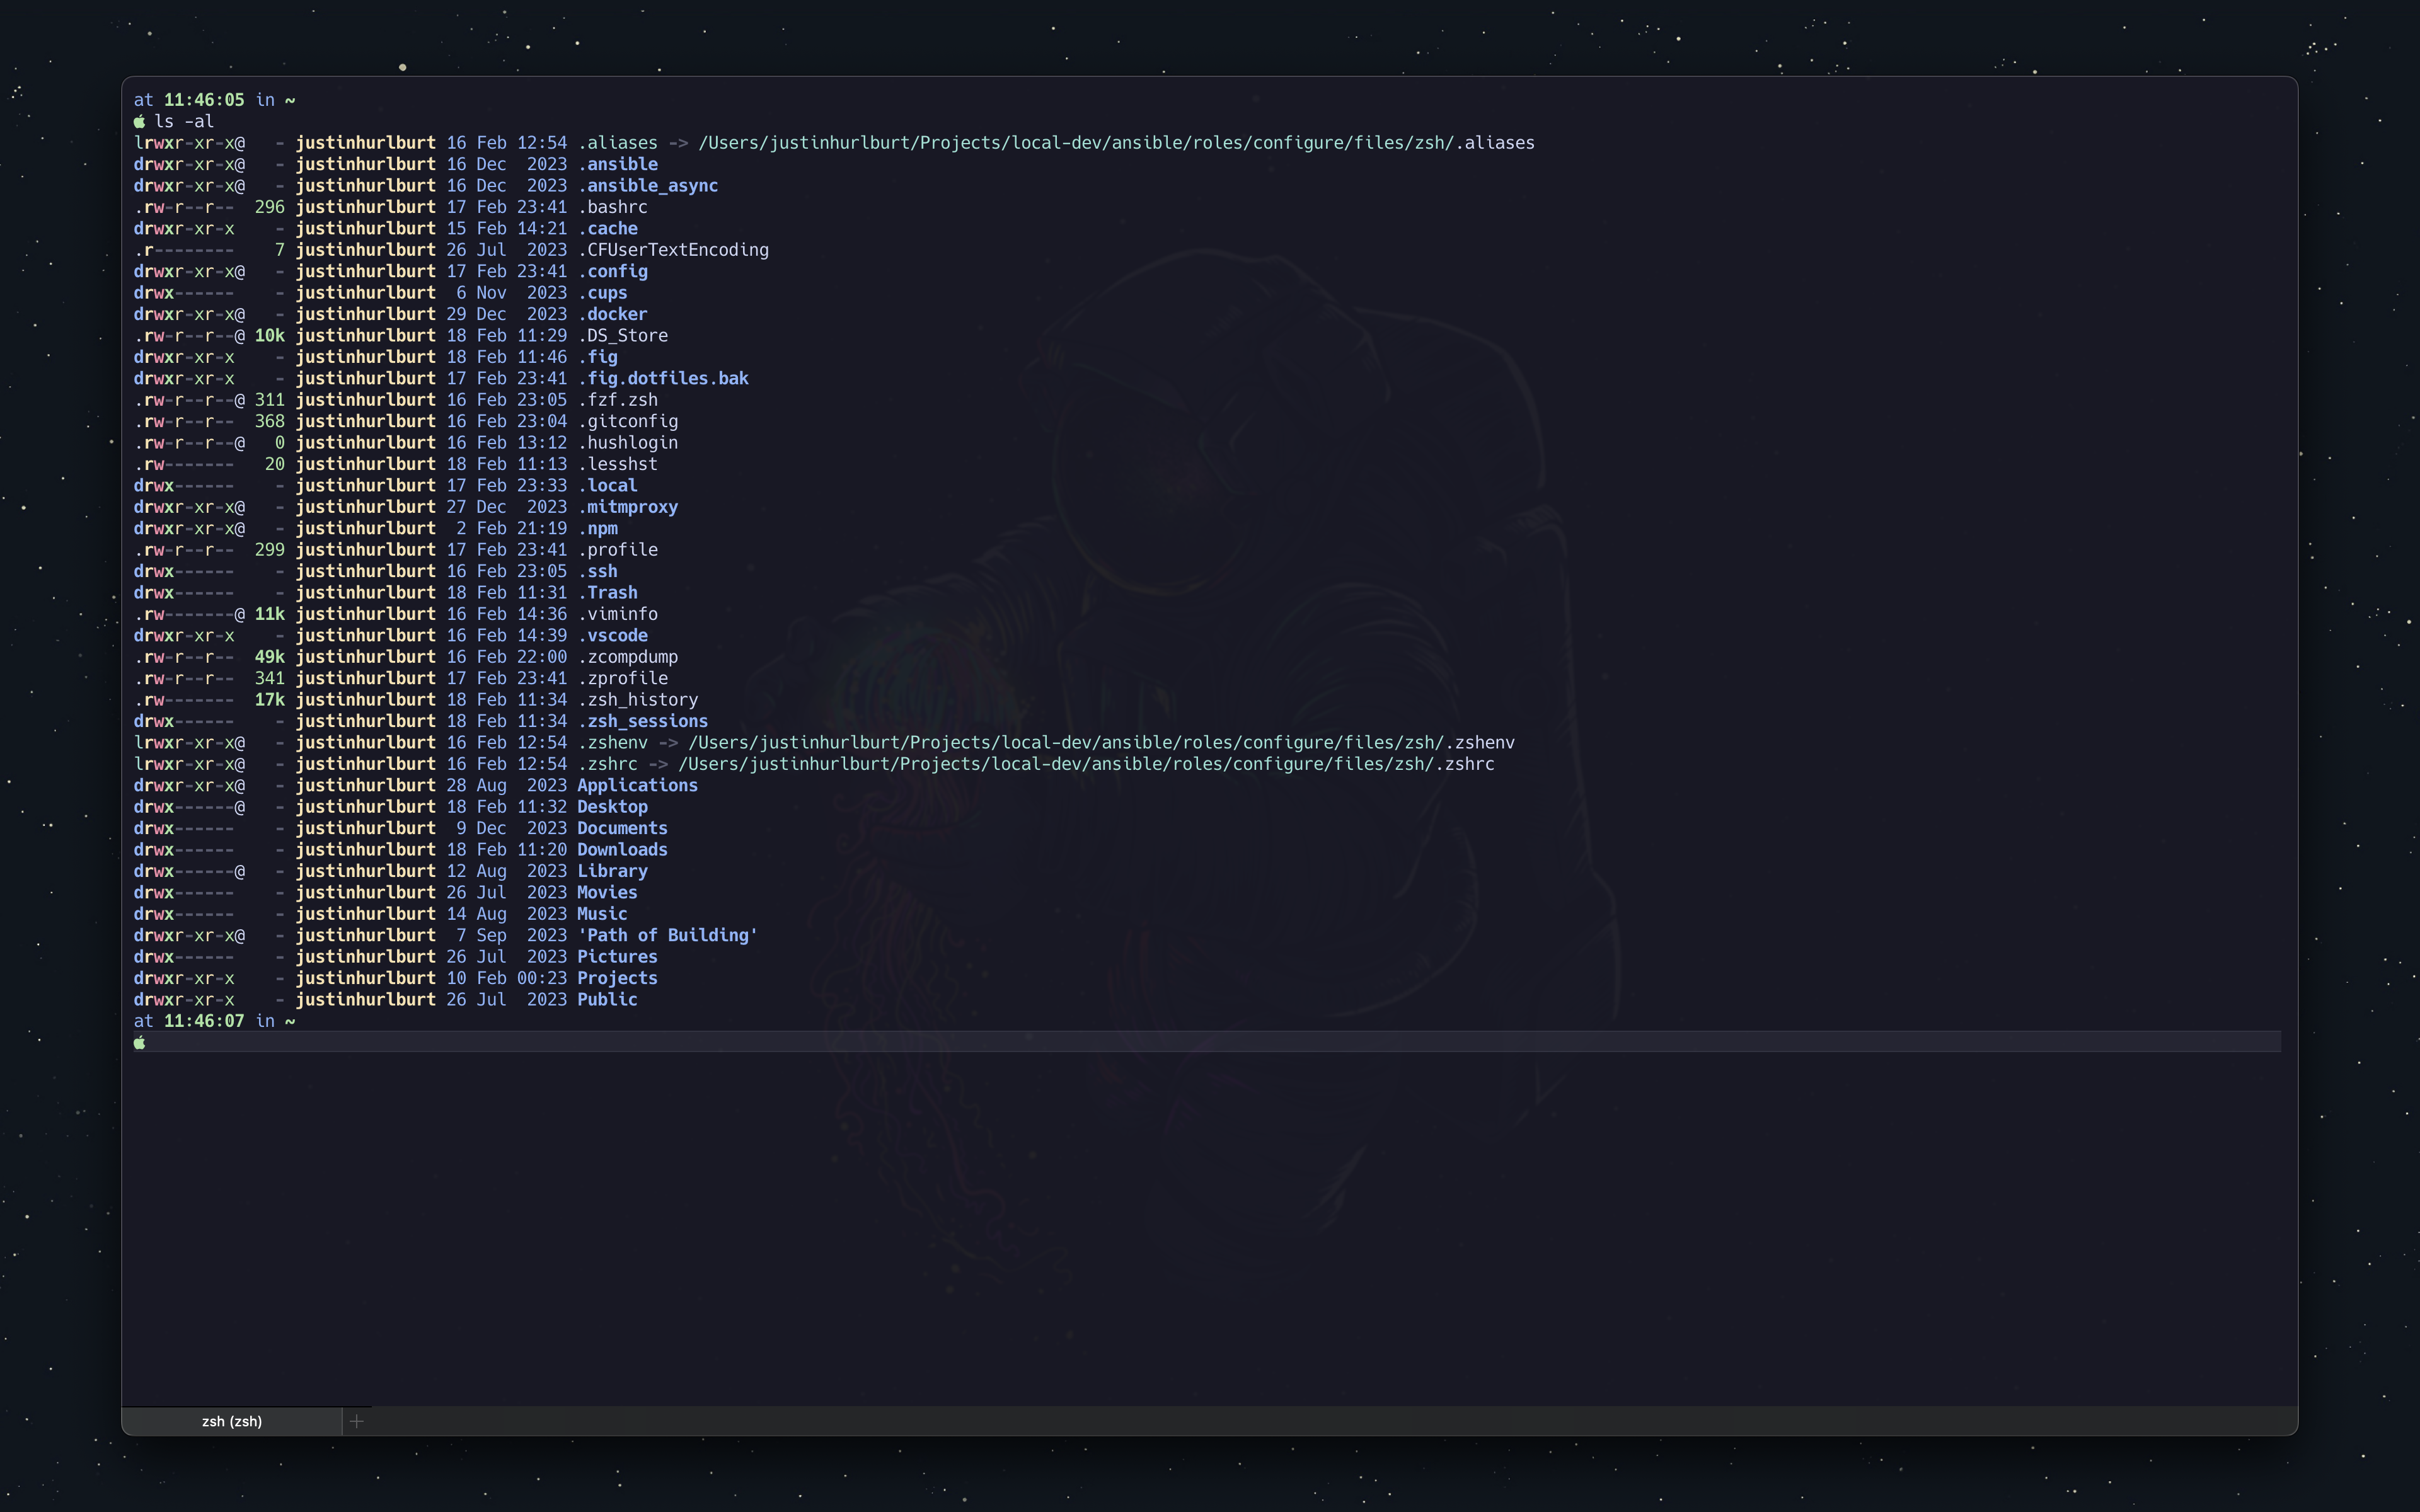 at 11:46:05 in ~
ls -al
lrwxr-xr-x@   - justinhurlburt 16 Feb 12:54 .aliases -> /Users/justinhurlburt/Projects/local-dev/ansible/roles/configure/files/zsh/.aliases
drwxr-xr-x@   - justinhurlburt 16 Dec  2023 .ansible
drwxr-xr-x@   - justinhurlburt 16 Dec  2023 .ansible_async
.rw-r--r--  296 justinhurlburt 17 Feb 23:41 .bashrc
drwxr-xr-x    - justinhurlburt 15 Feb 14:21 .cache
.r--------    7 justinhurlburt 26 Jul  2023 .CFUserTextEncoding
drwxr-xr-x@   - justinhurlburt 17 Feb 23:41 .config
drwx------    - justinhurlburt  6 Nov  2023 .cups
drwxr-xr-x@   - justinhurlburt 29 Dec  2023 .docker
.rw-r--r--@ 10k justinhurlburt 18 Feb 11:29 .DS_Store
drwxr-xr-x    - justinhurlburt 18 Feb 11:46 .fig
drwxr-xr-x    - justinhurlburt 17 Feb 23:41 .fig.dotfiles.bak
.rw-r--r--@ 311 justinhurlburt 16 Feb 23:05 .fzf.zsh
.rw-r--r--  368 justinhurlburt 16 Feb 23:04 .gitconfig
.rw-r--r--@   0 justinhurlburt 16 Feb 13:12 .hushlogin
.rw-------   20 justinhurlburt 18 Feb 11:13 .lesshst
drwx------    - justinhurlburt 17 Feb 23:33 .local
drwxr-xr-x@   - justinhurlburt 27 Dec  2023 .mitmproxy
drwxr-xr-x@   - justinhurlburt  2 Feb 21:19 .npm
.rw-r--r--  299 justinhurlburt 17 Feb 23:41 .profile
drwx------    - justinhurlburt 16 Feb 23:05 .ssh
drwx------    - justinhurlburt 18 Feb 11:31 .Trash
.rw-------@ 11k justinhurlburt 16 Feb 14:36 .viminfo
drwxr-xr-x    - justinhurlburt 16 Feb 14:39 .vscode
.rw-r--r--  49k justinhurlburt 16 Feb 22:00 .zcompdump
.rw-r--r--  341 justinhurlburt 17 Feb 23:41 .zprofile
.rw-------  17k justinhurlburt 18 Feb 11:34 .zsh_history
drwx------    - justinhurlburt 18 Feb 11:34 .zsh_sessions
lrwxr-xr-x@   - justinhurlburt 16 Feb 12:54 .zshenv -> /Users/justinhurlburt/Projects/local-dev/ansible/roles/configure/files/zsh/.zshenv
lrwxr-xr-x@   - justinhurlburt 16 Feb 12:54 .zshrc -> /Users/justinhurlburt/Projects/local-dev/ansible/roles/configure/files/zsh/.zshrc
drwxr-xr-x@   - justinhurlburt 28 Aug  2023 Applications
drwx------@   - justinhurlburt 18 Feb 11:32 Desktop
drwx------    - justinhurlburt  9 Dec  2023 Documents
drwx------    - justinhurlburt 18 Feb 11:20 Downloads
drwx------@   - justinhurlburt 12 Aug  2023 Library
drwx------    - justinhurlburt 26 Jul  2023 Movies
drwx------    - justinhurlburt 14 Aug  2023 Music
drwxr-xr-x@   - justinhurlburt  7 Sep  2023 'Path of Building'
drwx------    - justinhurlburt 26 Jul  2023 Pictures
drwxr-xr-x    - justinhurlburt 10 Feb 00:23 Projects
drwxr-xr-x    - justinhurlburt 26 Jul  2023 Public
at 11:46:07 in ~
zsh (zsh)